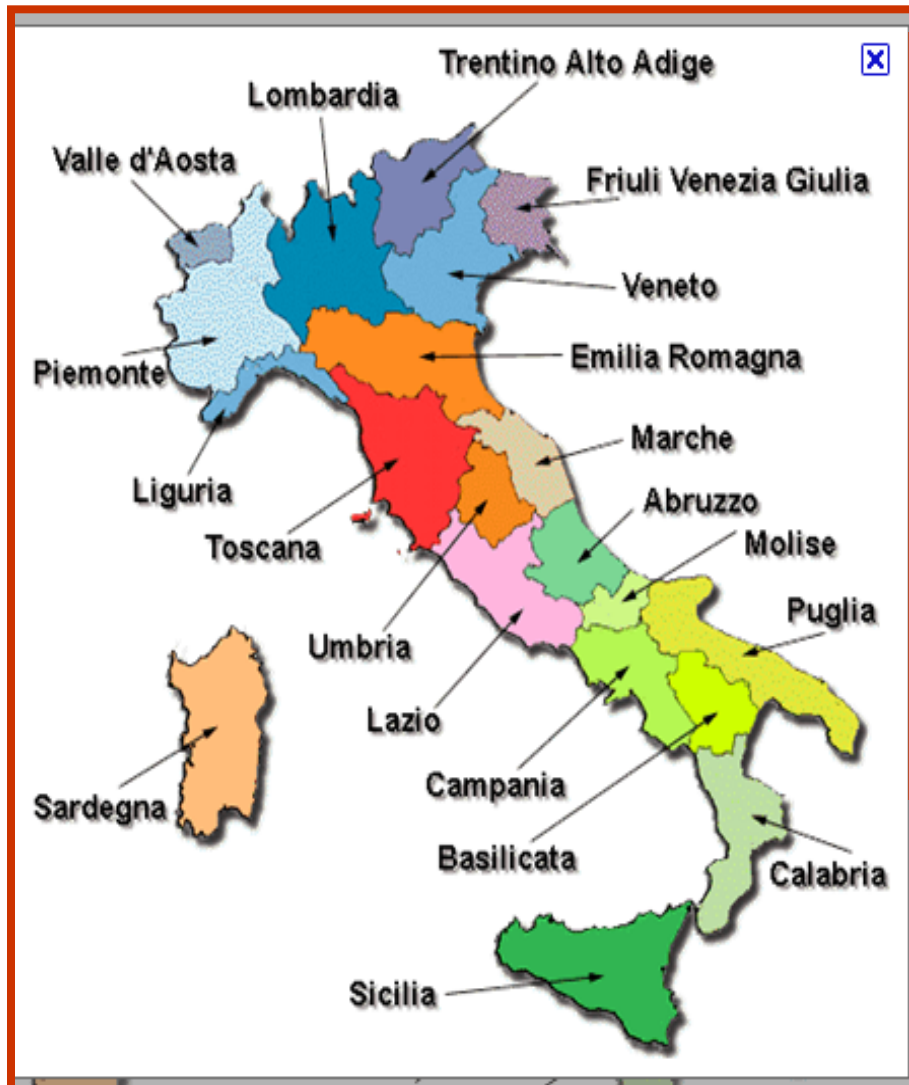 Trentino Alto Adige
Lombardia
Valle d'Aosta
Friuli Venezia Giulia
Veneto
Emilia Romagna
Piemonte
Marche
Liguria
Abruzzo
Toscana
Molise
Puglia
Umbria
Lazio
Campania
Sardegna
Basilicata
Calabria
Sicilia